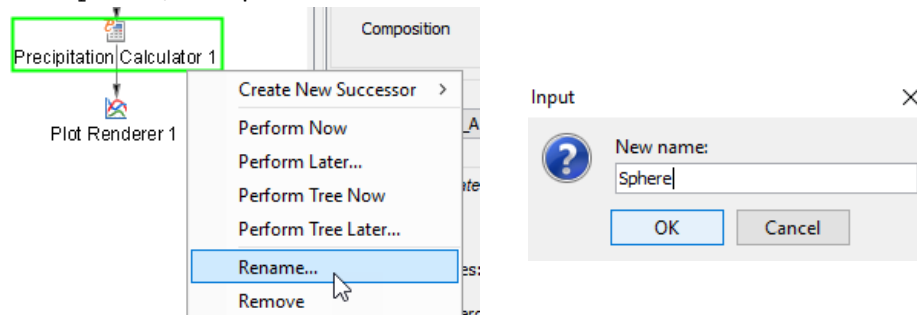 Composition
Precipitation Calculator 1
Plot Renderer 1
Create New Successor >
Perform Now
Perform Later...
Perform Tree Now
Perform Tree Later...
Rename...
Remove
Input
New name:
Sphere
OK
Cancel